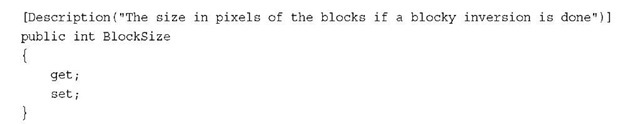 [Description("The size in pixels of the blocks if a blocky inversion is done")]
public int BlockSize
{
    get;
    set;
}